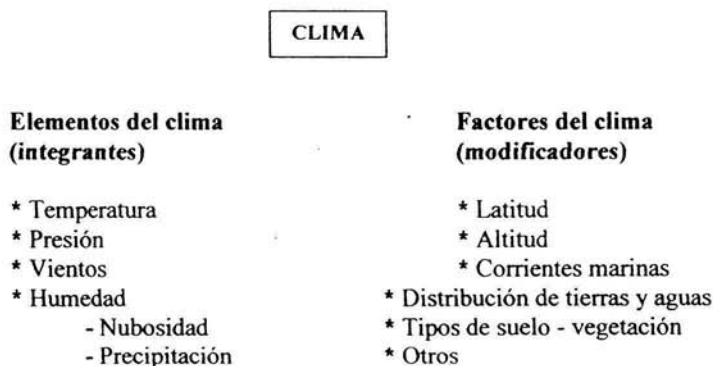 CLIMA
Elementos del clima
(integrantes)
* Temperatura
* Presión
* Vientos
* Humedad
- Nubosidad
- Precipitación
Factores del clima
(modificadores)
* Latitud
* Altitud
* Corrientes marinas
* Distribución de tierras y aguas
* Tipos de suelo - vegetación
* Otros